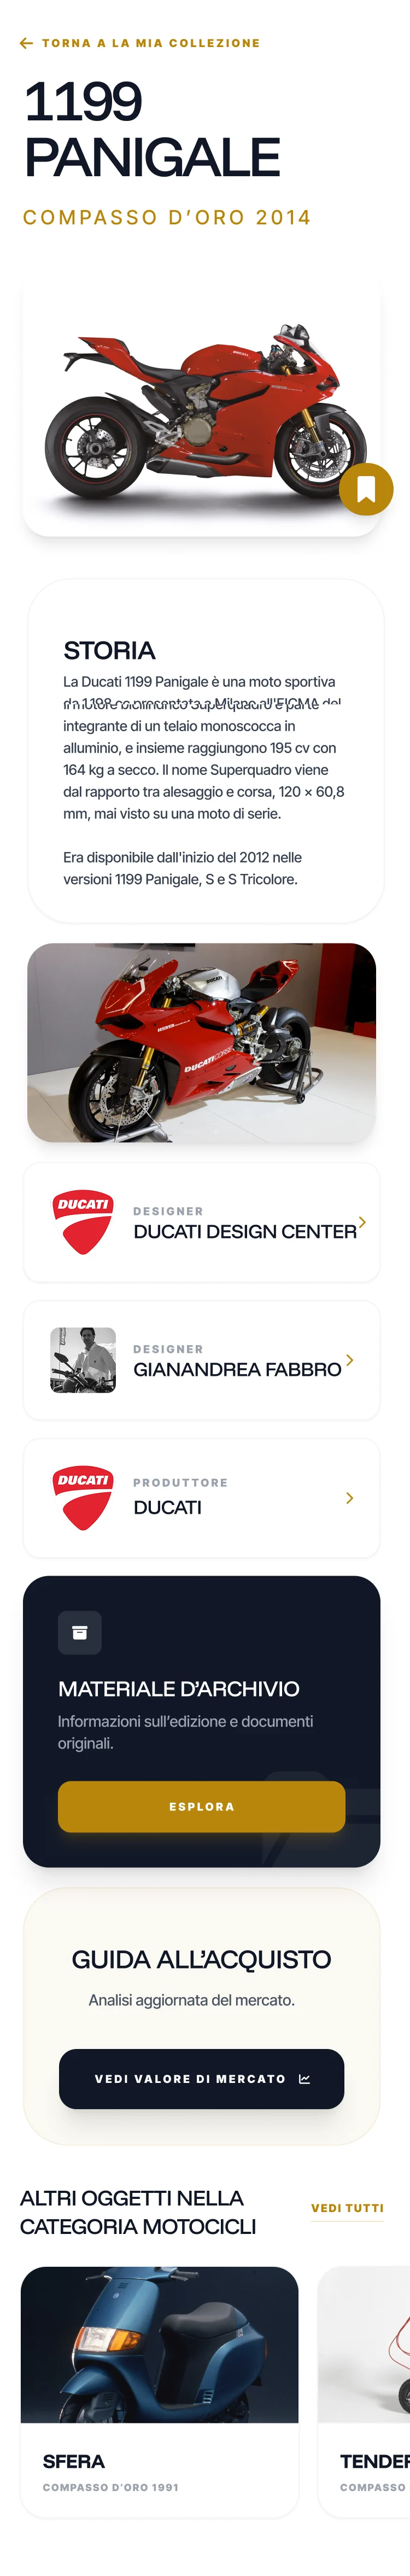 TORNA A LA MIA COLLEZIONE
1199
PANIGALE
COMPASSO D'ORO 2014
STORIA
La Ducati 1199 Panigale è una moto sportiva
integrante di un telaio monoscocca in
alluminio, e insieme raggiungono 195 cv con
164 kg a secco. Il nome Superquadro viene
dal rapporto tra alesaggio e corsa, 120 × 60,8
mm, mai visto su una moto di serie.
Era disponibile dall'inizio del 2012 nelle
versioni 1199 Panigale, S e S Tricolore.
DUCATI
DUCATI
DESIGNER
DUCATI DESIGN CENTER
DESIGNER
GIANANDREA FABBRO
DUCATI
PRODUTTORE
DUCATI
MATERIALE D'ARCHIVIO
Informazioni sull'edizione e documenti
originali.
ESPLORA
GUIDA ALL'ACQUISTO
Analisi aggiornata del mercato.
VEDI VALORE DI MERCATO
ALTRI OGGETTI NELLA
CATEGORIA MOTOCICLI
VEDI TUTTI
SFERA
COMPASSO D'ORO 1991
COMPASSO